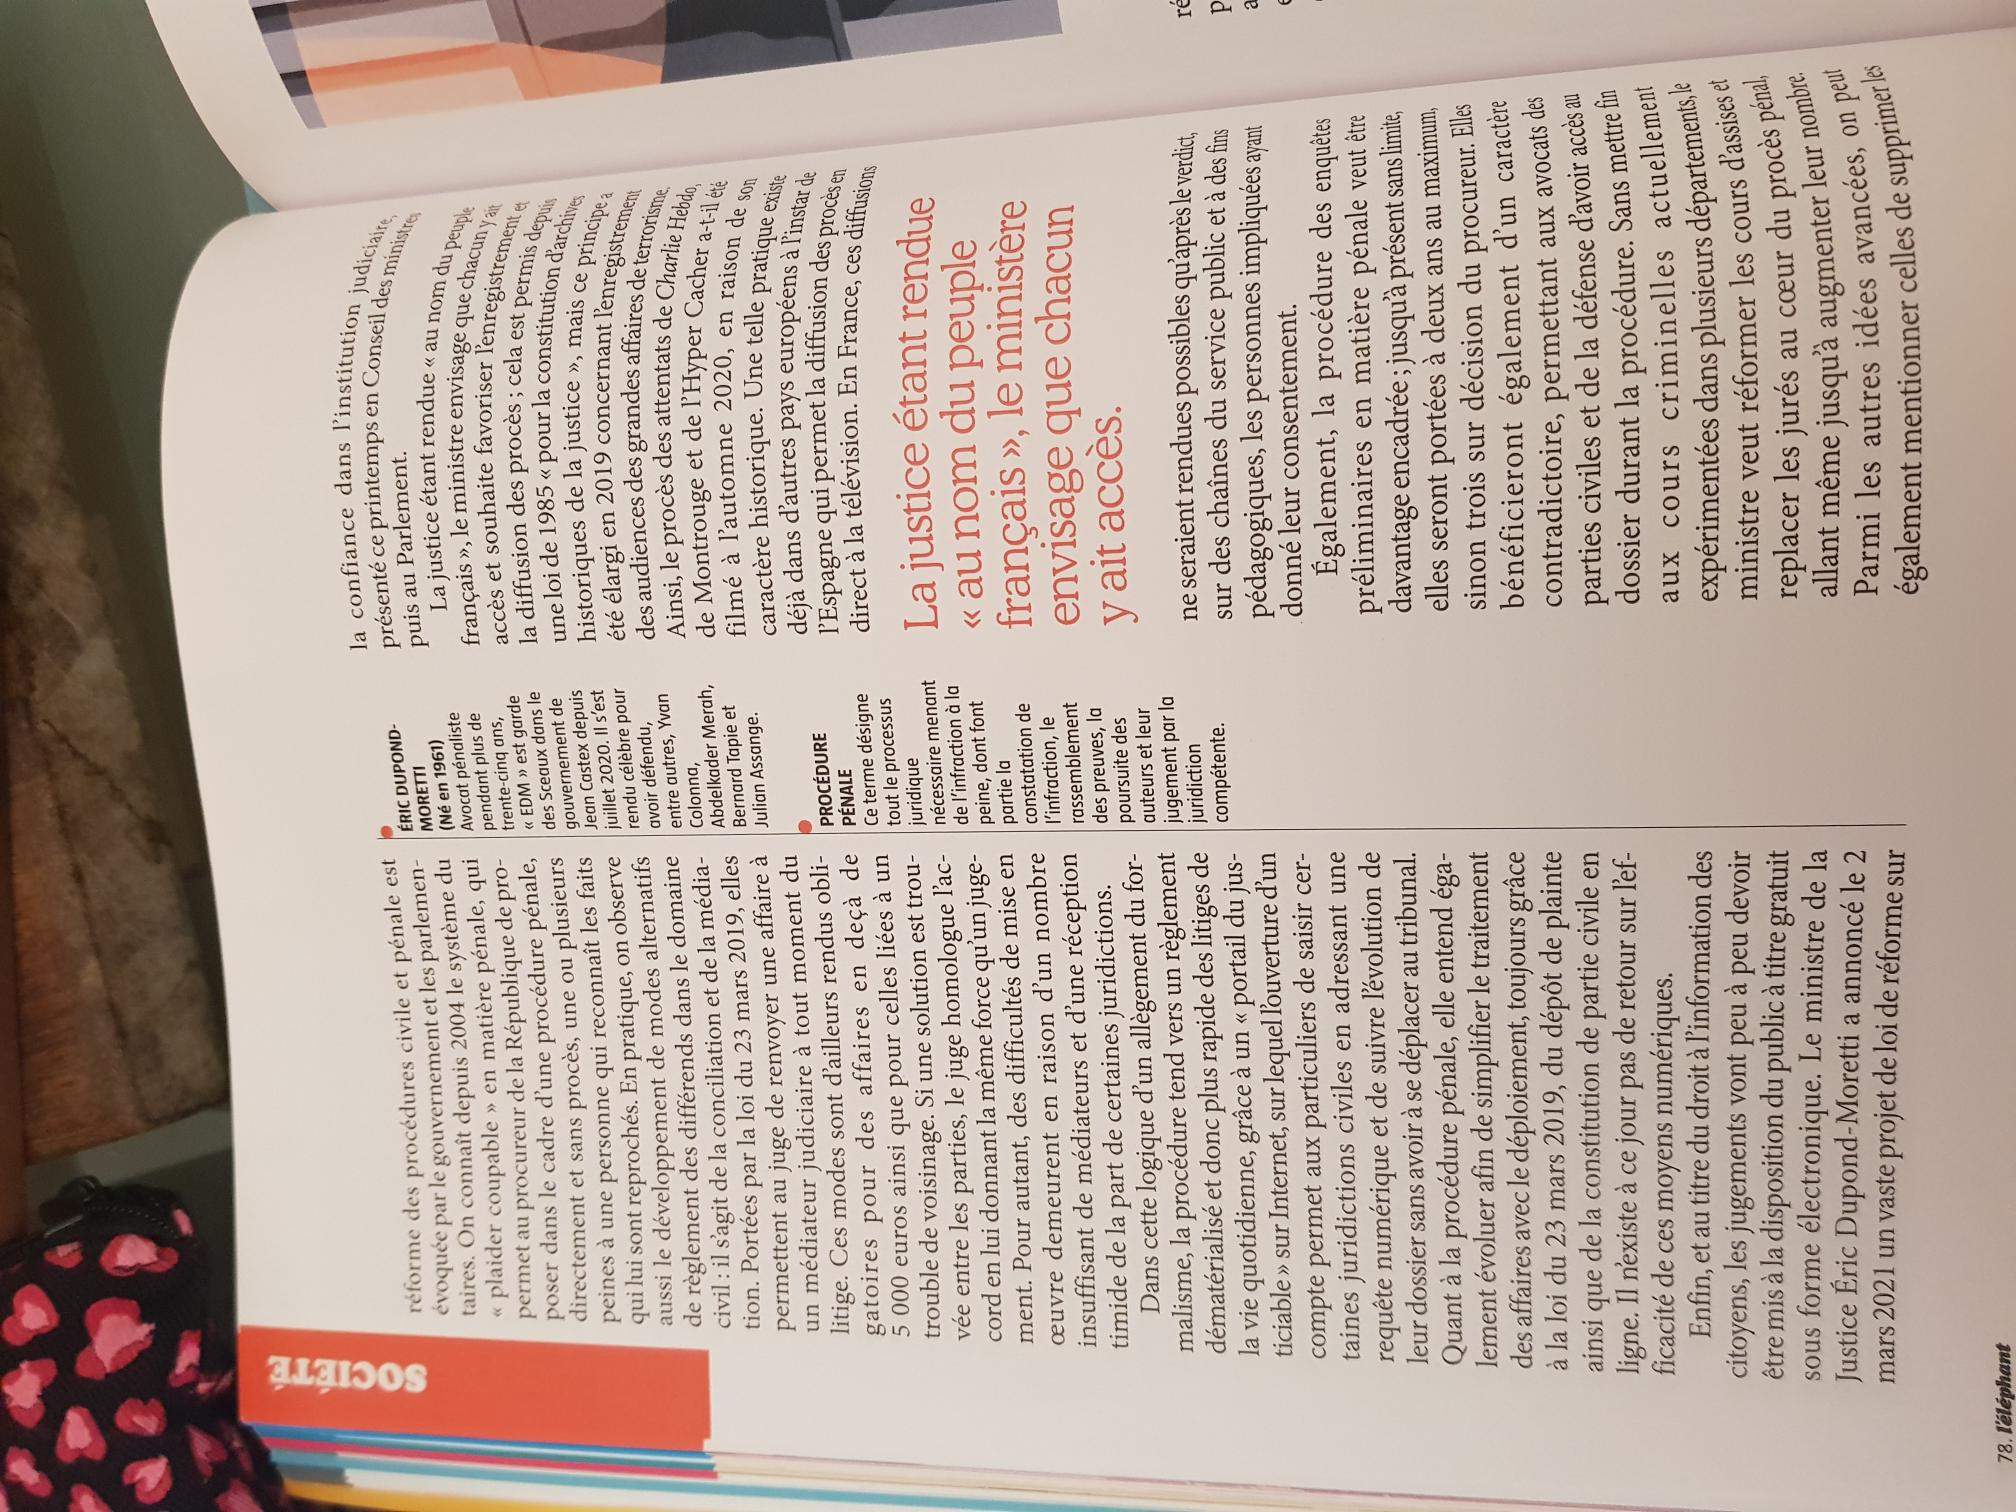 SOCIÉTÉ
réforme des procédures civile et pénale est
évoquée par le gouvernement et les parlemen-
taires. On connaît depuis 2004 le système du
« plaider coupable » en matière pénale, qui
permet au procureur de la République de pro-
poser dans le cadre d'une procédure pénale,
directement et sans procès, une ou plusieurs
peines à une personne qui reconnaît les faits
qui lui sont reprochés. En pratique, on observe
aussi le développement de modes alternatifs
de règlement des différends dans le domaine
civil : il s'agit de la conciliation et de la média-
tion. Portées par la loi du 23 mars 2019, elles
permettent au juge de renvoyer une affaire à
un médiateur judiciaire à tout moment du
litige. Ces modes sont d'ailleurs rendus obli-
gatoires pour des affaires en deçà de
5 000 euros ainsi que pour celles liées à un
trouble de voisinage. Si une solution est trou-
vée entre les parties, le juge homologue l'ac-
cord en lui donnant la même force qu'un juge-
ment. Pour autant, des difficultés de mise en
œuvre demeurent en raison d'un nombre
insuffisant de médiateurs et d'une réception
timide de la part de certaines juridictions.
Dans cette logique d'un allègement du for-
malisme, la procédure tend vers un règlement
dématérialisé et donc plus rapide des litiges de
la vie quotidienne, grâce à un « portail du jus-
ticiable » sur Internet, sur lequel l'ouverture d'un
compte permet aux particuliers de saisir cer-
taines juridictions civiles en adressant une
requête numérique et de suivre l'évolution de
leur dossier sans avoir à se déplacer au tribunal.
Quant à la procédure pénale, elle entend éga-
lement évoluer afin de simplifier le traitement
des affaires avec le déploiement, toujours grâce
à la loi du 23 mars 2019, du dépôt de plainte
ainsi que de la constitution de partie civile en
ligne. Il n'existe à ce jour pas de retour sur l'ef-
ficacité de ces moyens numériques.
Enfin, et au titre du droit à l'information des
citoyens, les jugements vont peu à peu devoir
être mis à la disposition du public à titre gratuit
sous forme électronique. Le ministre de la
Justice Éric Dupond-Moretti a annoncé le 2
mars 2021 un vaste projet de loi de réforme sur
ÉRIC DUPOND-
MORETTI
(Né en 1961)
Avocat pénaliste
pendant plus de
trente-cinq ans,
« EDM » est garde
des Sceaux dans le
gouvernement de
Jean Castex depuis
juillet 2020. Il s'est
rendu célèbre pour
avoir défendu,
entre autres, Yvan
Colonna,
Abdelkader Merah,
Bernard Tapie et
Julian Assange.
PROCÉDURE
PÉNALE
Ce terme désigne
tout le processus
juridique
nécessaire menant
de l'infraction à la
peine, dont font
partie la
constatation de
l'infraction, le
rassemblement
des preuves, la
poursuite des
auteurs et leur
jugement par la
juridiction
compétente.
la confiance dans l'institution judiciaire,
présenté ce printemps en Conseil des ministres
puis au Parlement.
La justice étant rendue « au nom du peuple
français », le ministre envisage que chacun y ait
accès et souhaite favoriser l'enregistrement et
la diffusion des procès ; cela est permis depuis
une loi de 1985 « pour la constitution d'archives
historiques de la justice », mais ce principe a
été élargi en 2019 concernant l'enregistrement
des audiences des grandes affaires de terrorisme.
Ainsi, le procès des attentats de Charlie Hebdo,
de Montrouge et de l'Hyper Cacher a-t-il été
filmé à l'automne 2020, en raison de son
caractère historique. Une telle pratique existe
déjà dans d'autres pays européens à l'instar de
l'Espagne qui permet la diffusion des procès en
direct à la télévision. En France, ces diffusions
La justice étant rendue
« au nom du peuple
français », le ministère
envisage que chacun
y ait accès.
ne seraient rendues possibles qu'après le verdict,
sur des chaînes du service public et à des fins
pédagogiques, les personnes impliquées ayant
donné leur consentement.
Également, la procédure des enquêtes
préliminaires en matière pénale veut être
davantage encadrée ; jusqu'à présent sans limite,
elles seront portées à deux ans au maximum,
sinon trois sur décision du procureur. Elles
bénéficieront également d'un caractère
contradictoire, permettant aux avocats des
parties civiles et de la défense d'avoir accès au
dossier durant la procédure. Sans mettre fin
aux cours criminelles actuellement
expérimentées dans plusieurs départements, le
ministre veut réformer les cours d'assises et
replacer les jurés au cœur du procès pénal,
allant même jusqu'à augmenter leur nombre.
Parmi les autres idées avancées, on peut
également mentionner celles de supprimer les
78. l'éléphant
ré
p
a